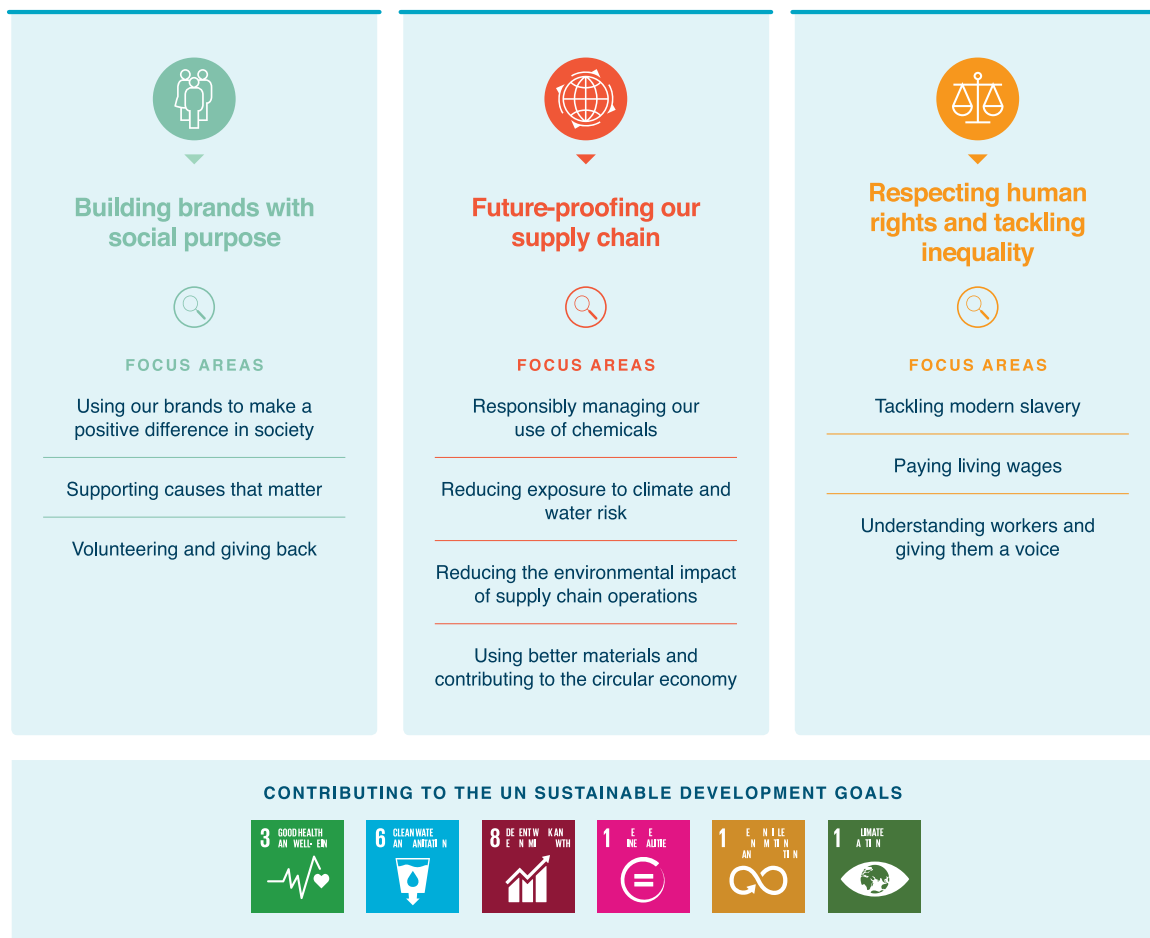 Building brands with
social purpose
FOCUS AREAS
Using our brands to make a
positive difference in society
Supporting causes that matter
Volunteering and giving back
Future-proofing our
supply chain
FOCUS AREAS
Responsibly managing our
use of chemicals
Reducing exposure to climate and
water risk
Reducing the environmental impact
of supply chain operations
Using better materials and
contributing to the circular economy
Respecting human
rights and tackling
inequality
FOCUS AREAS
Tackling modern slavery
Paying living wages
Understanding workers and
giving them a voice
CONTRIBUTING TO THE UN SUSTAINABLE DEVELOPMENT GOALS
3 GOOD HEALTH
6 CLEAN
8
1
1
1